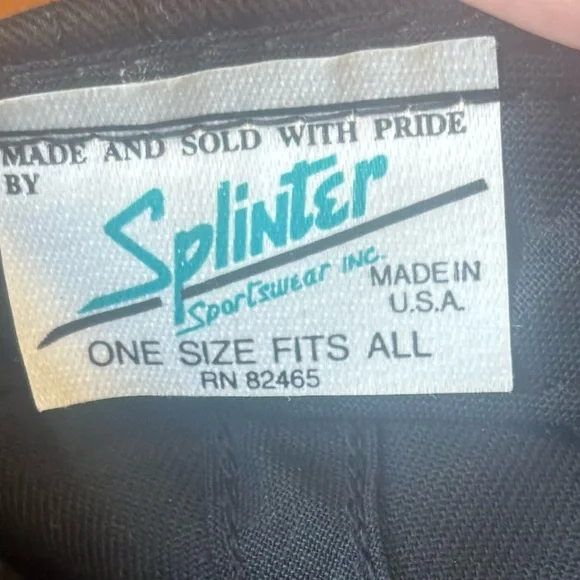 MADE AND SOLD WITH PRIDE
BY
Splinter
Sportswear INC.
MADE IN
U.S.A.
ONE SIZE FITS ALL
RN 82465